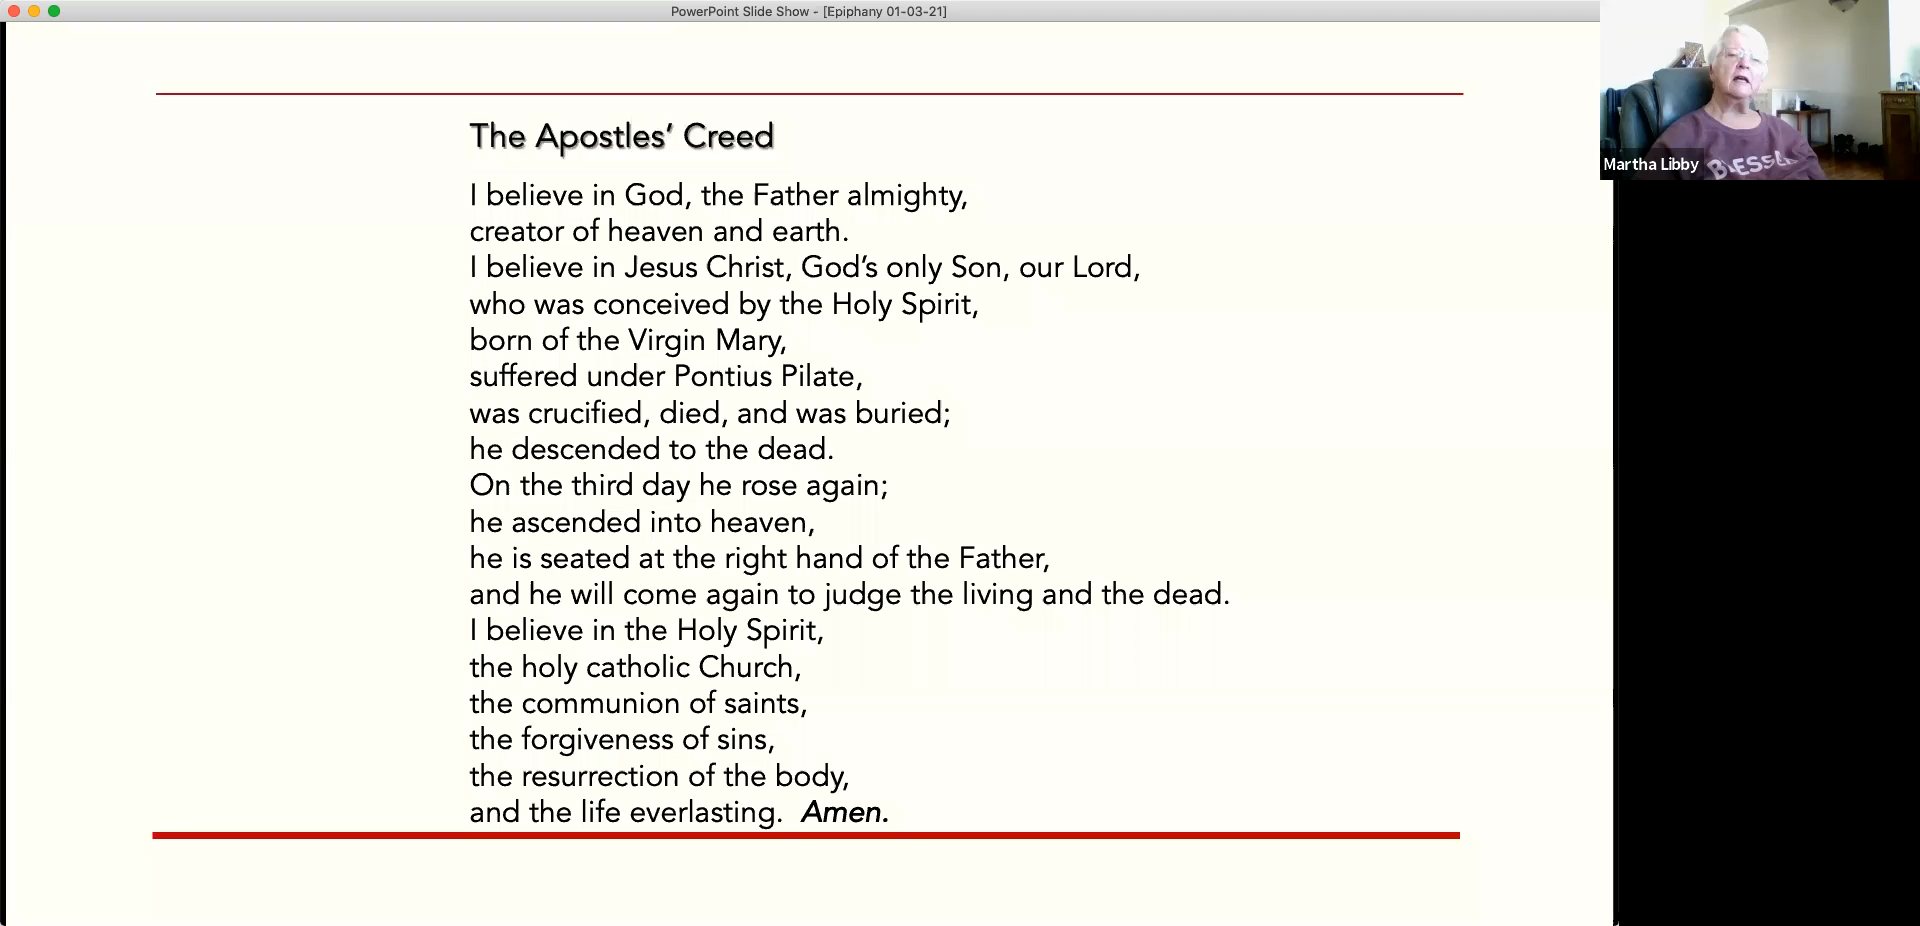 PowerPoint Slide Show - [Epiphany 01-03-21]
The Apostles’ Creed
I believe in God, the Father almighty,
creator of heaven and earth.
I believe in Jesus Christ, God’s only Son, our Lord,
who was conceived by the Holy Spirit,
born of the Virgin Mary,
suffered under Pontius Pilate,
was crucified, died, and was buried;
he descended to the dead.
On the third day he rose again;
he ascended into heaven,
he is seated at the right hand of the Father,
and he will come again to judge the living and the dead.
I believe in the Holy Spirit,
the holy catholic Church,
the communion of saints,
the forgiveness of sins,
the resurrection of the body,
and the life everlasting. Amen.
Martha Libby